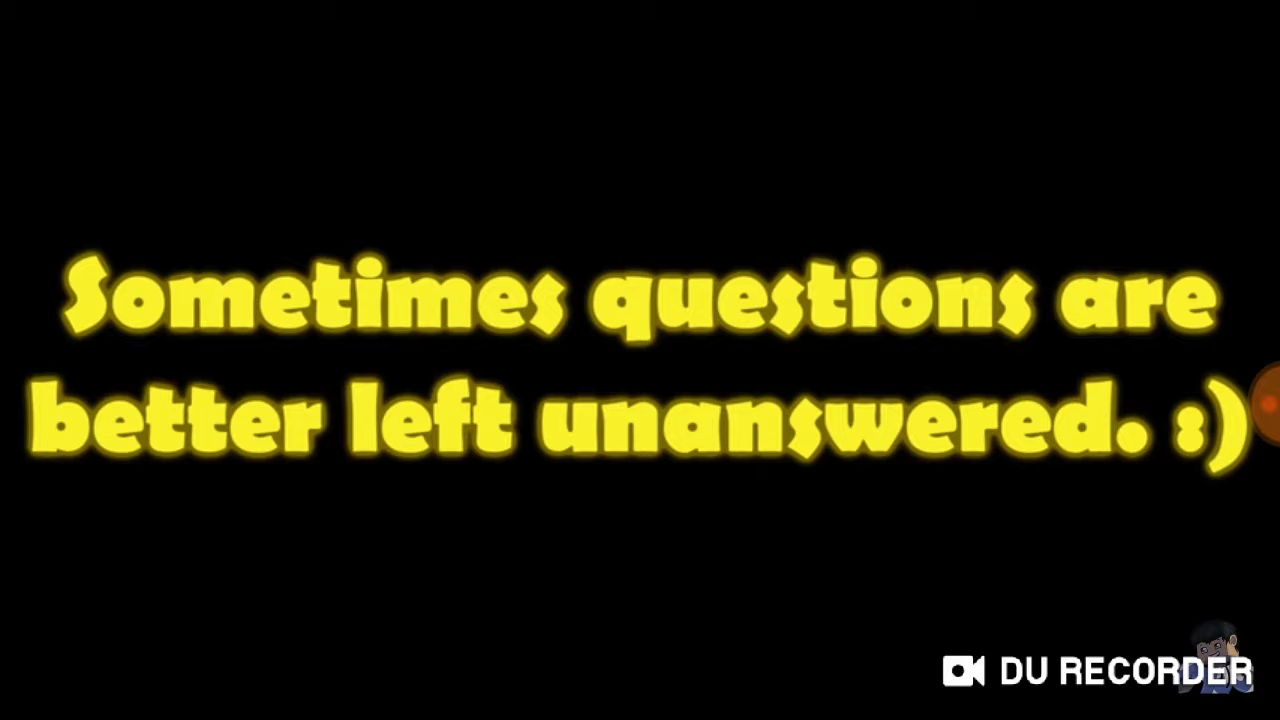 Sometimes questions are
better left unanswered. :)
DU RECORDER